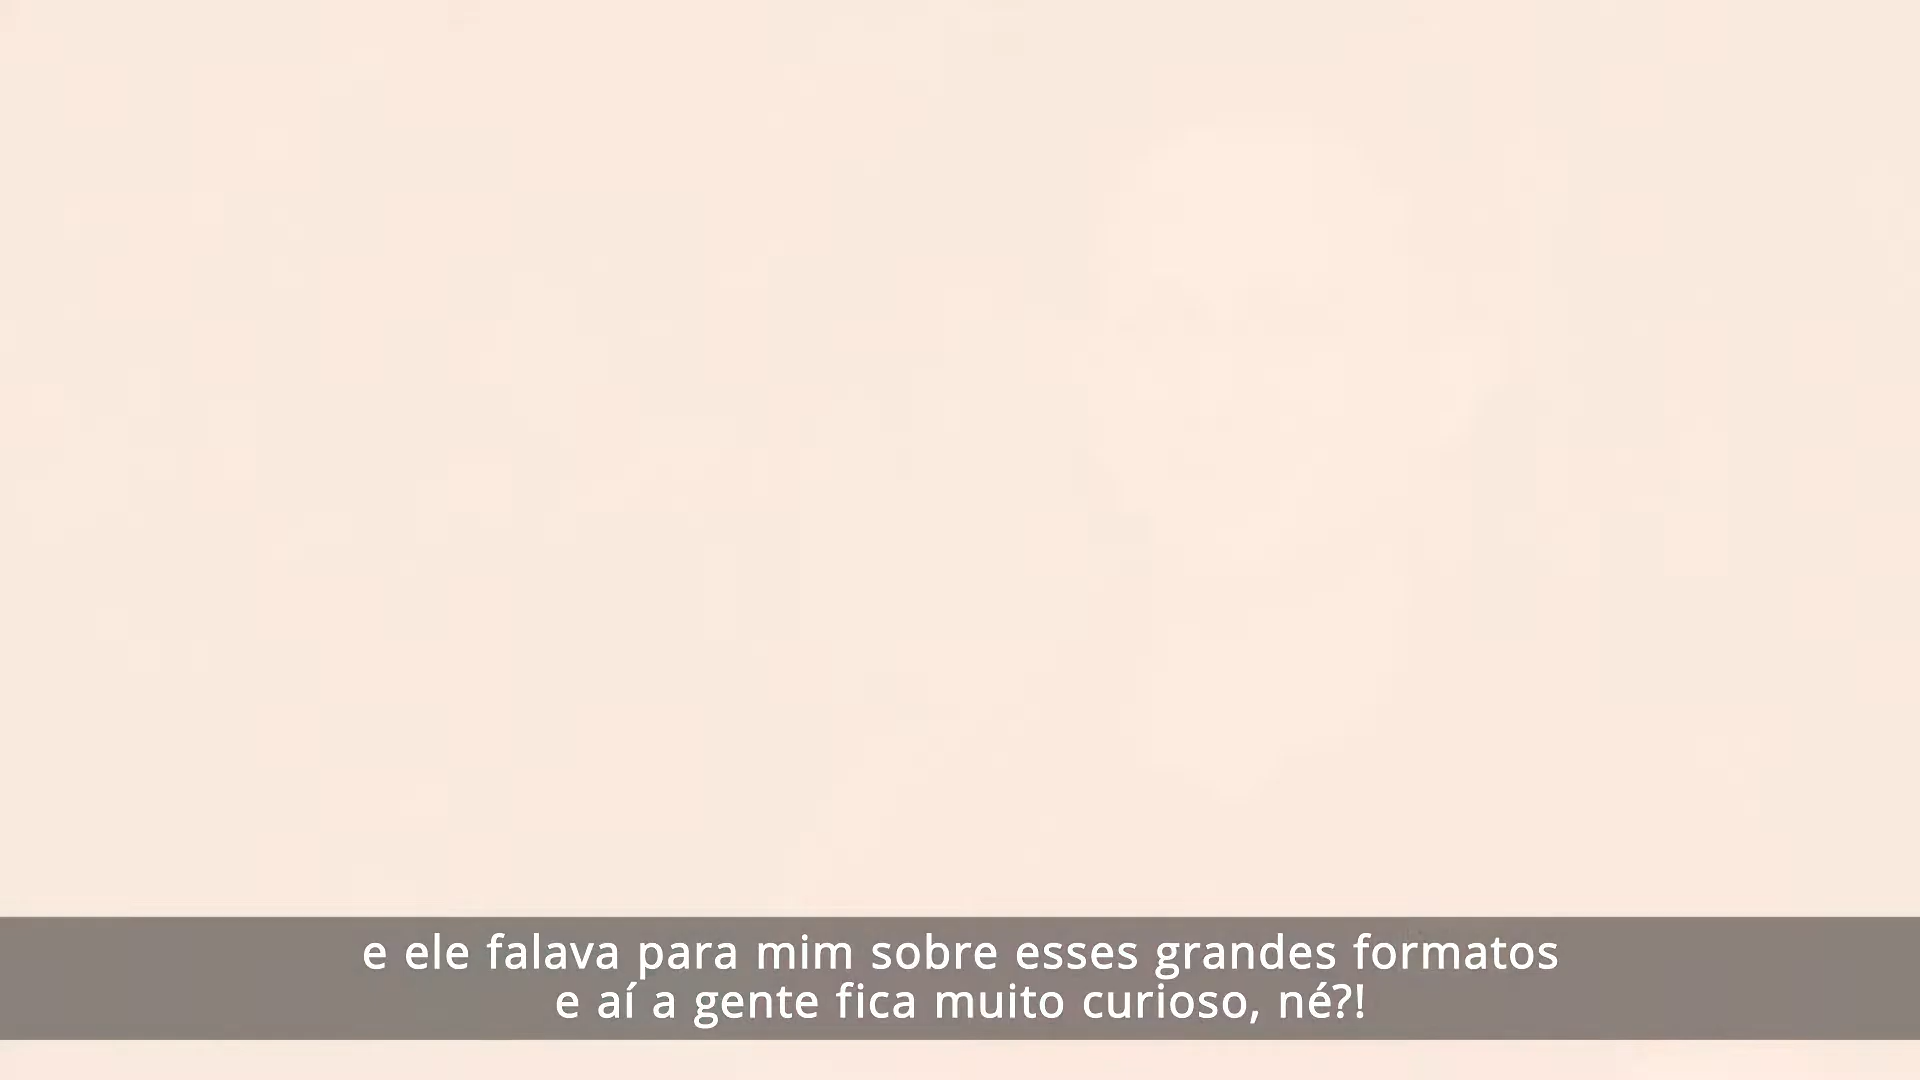 e ele falava para mim sobre esses grandes formatos
e aí a gente fica muito curioso, né?!